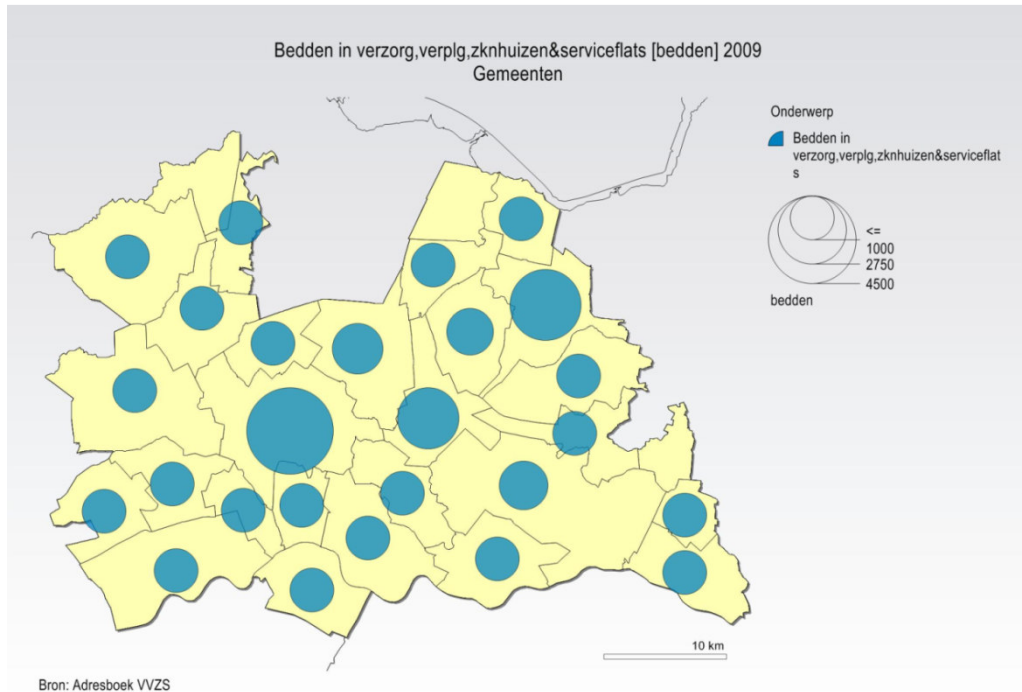 Bedden in verzorg,verplg,zknhuizen&serviceflats [bedden] 2009
Gemeenten
Onderwerp
Bedden in
verzorg,verplg,zknhuizen&serviceflat
s
<=
1000
2750
4500
bedden
10 km
Bron: Adresboek VVZS